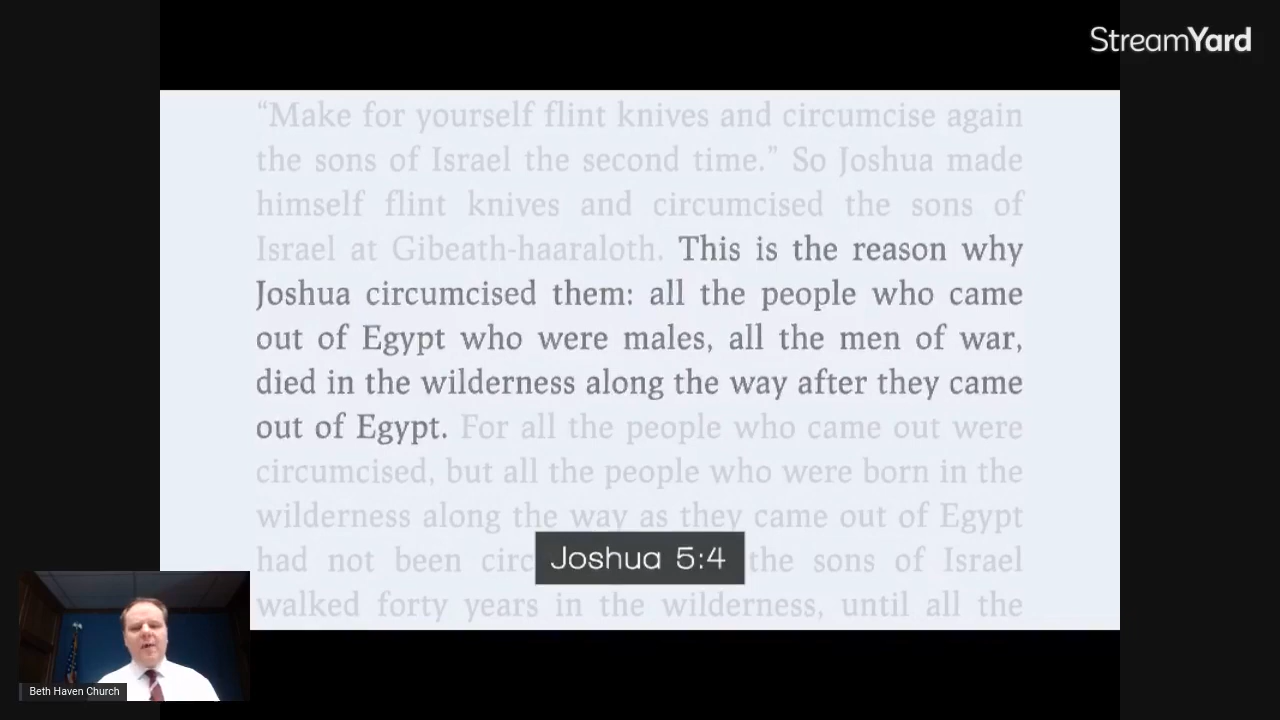 StreamYard
“Make for yourself flint knives and circumcise again
the sons of Israel the second time.” So Joshua made
himself flint knives and circumcised the sons of
Israel at Gibeath-haaraloth. This is the reason why
Joshua circumcised them: all the people who came
out of Egypt who were males, all the men of war,
died in the wilderness along the way after they came
out of Egypt. For all the people who came out were
circumcised, but all the people who were born in the
wilderness along the way as they came out of Egypt
had not been circ the sons of Israel
Joshua 5:4
walked forty years in the wilderness, until all the
Beth Haven Church